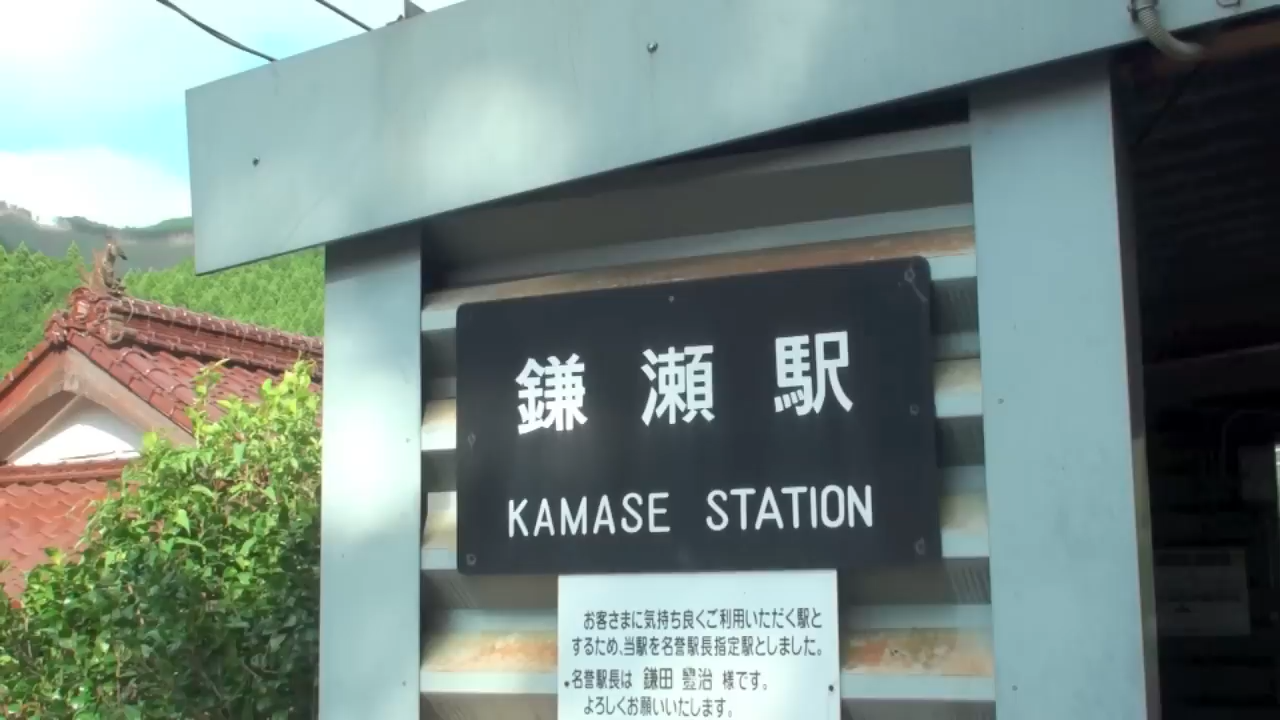 鎌瀬駅
KAMASE STATION
お客さまに気持ち良くご利用いただく駅と
するため、当駅を名誉駅長指定駅としました。
名誉駅長は 鎌田 豐治 様です。
よろしくお願いいたします。